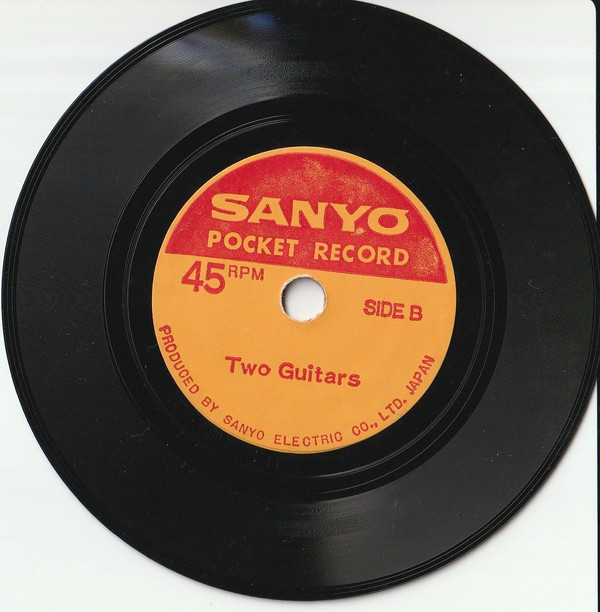 SANYO
POCKET RECORD
45 RPM
SIDE B
Two Guitars
PRODUCED BY SANYO ELECTRIC CO., LTD. JAPAN